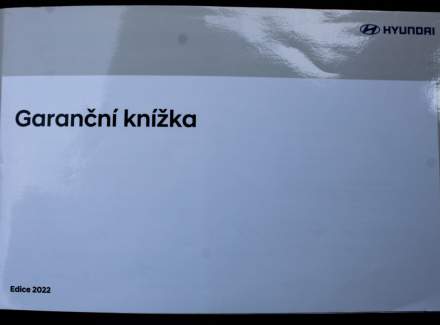 HYUNDAI
Garanční knížka
Edice 2022